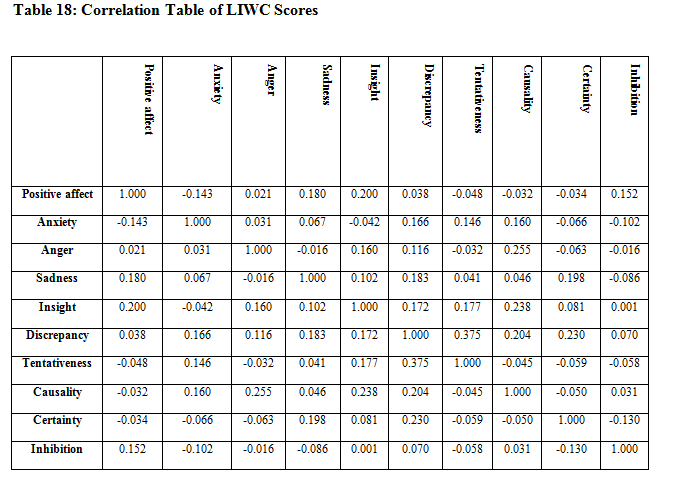 Table 18: Correlation Table of LIWC Scores
Positive affect Anxiety Anger Sadness Insight Discrepancy Tentativeness Causality Certainty Inhibition
Positive affect 1.000 -0.143 0.021 0.180 0.200 0.038 -0.048 -0.032 -0.034 0.152
Anxiety -0.143 1.000 0.031 0.067 -0.042 0.166 0.146 0.160 -0.066 -0.102
Anger 0.021 0.031 1.000 -0.016 0.160 0.116 -0.032 0.255 -0.063 -0.016
Sadness 0.180 0.067 -0.016 1.000 0.102 0.183 0.041 0.046 0.198 -0.086
Insight 0.200 -0.042 0.160 0.102 1.000 0.172 0.177 0.238 0.081 0.001
Discrepancy 0.038 0.166 0.116 0.183 0.172 1.000 0.375 0.204 0.230 0.070
Tentativeness -0.048 0.146 -0.032 0.041 0.177 0.375 1.000 -0.045 -0.059 -0.058
Causality -0.032 0.160 0.255 0.046 0.238 0.204 -0.045 1.000 -0.050 0.031
Certainty -0.034 -0.066 -0.063 0.198 0.081 0.230 -0.059 -0.050 1.000 -0.130
Inhibition 0.152 -0.102 -0.016 -0.086 0.001 0.070 -0.058 0.031 -0.130 1.000